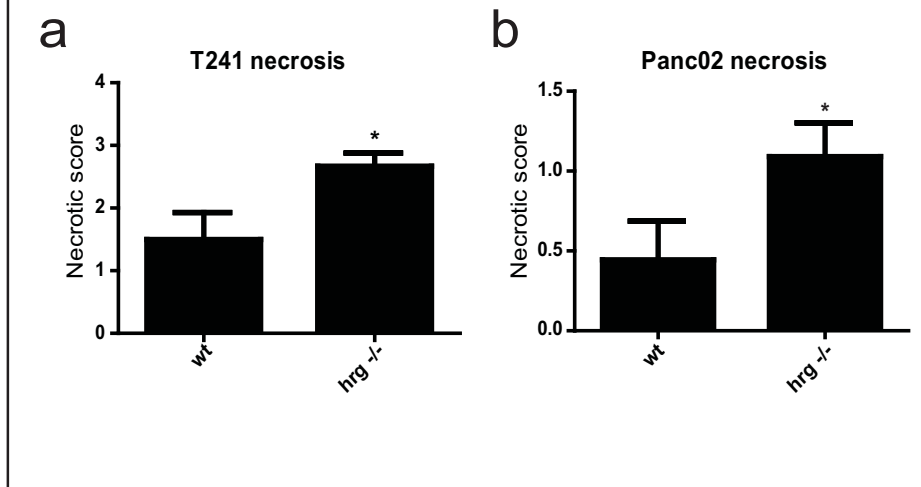 a
T241 necrosis
Necrotic score
4
3
2
1
0
*
wt
hrg -/-
b
Panc02 necrosis
Necrotic score
1.5
1.0
0.5
0.0
*
wt
hrg -/-